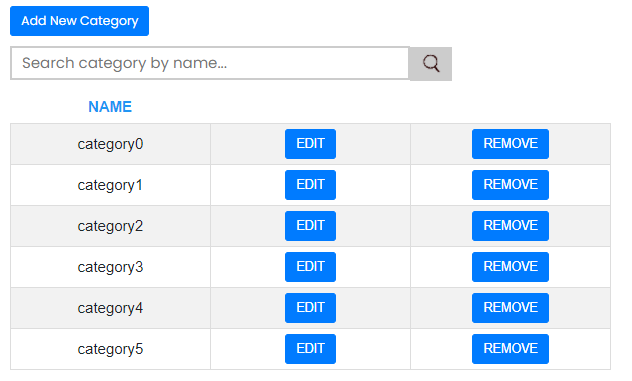 Add New Category
Search category by name...
NAME
category0 EDIT REMOVE
category1 EDIT REMOVE
category2 EDIT REMOVE
category3 EDIT REMOVE
category4 EDIT REMOVE
category5 EDIT REMOVE